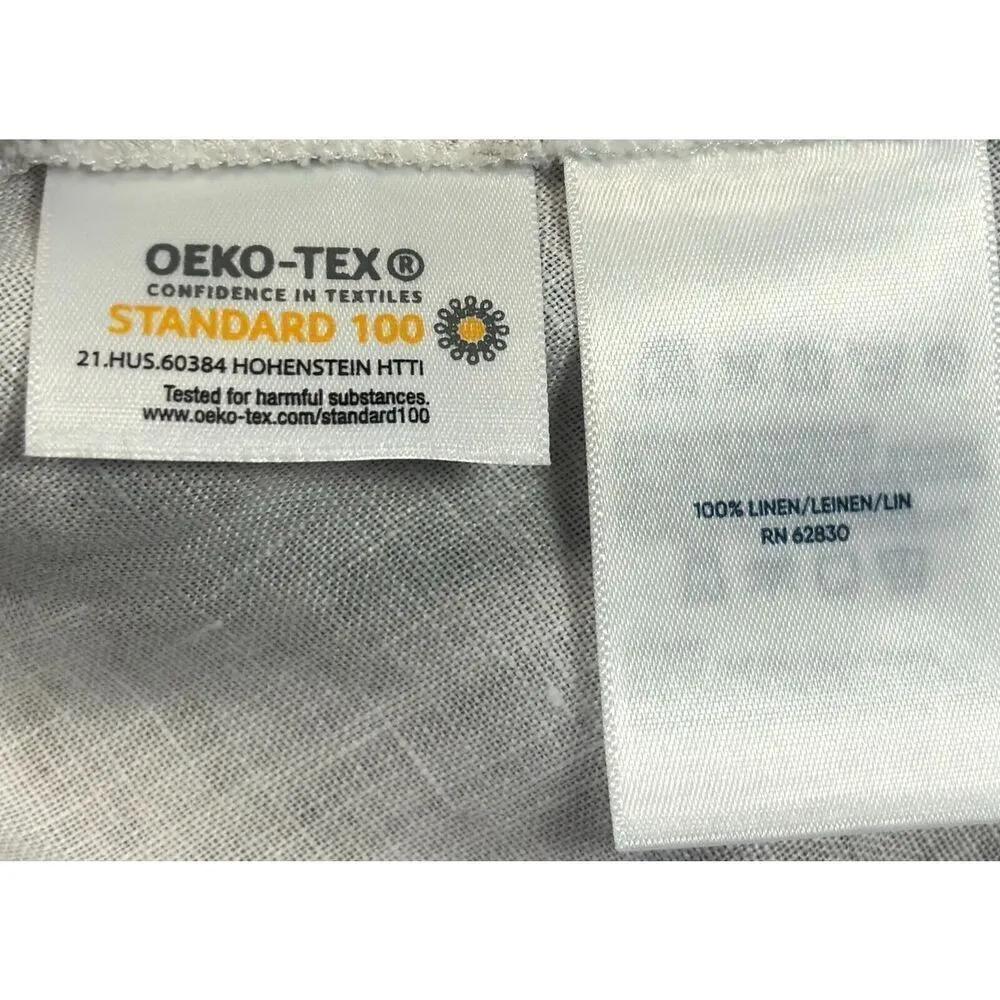 OEKO-TEX®
CONFIDENCE IN TEXTILES
STANDARD 100
21.HUS.60384 HOHENSTEIN HTTI
Tested for harmful substances.
www.oeko-tex.com/standard100
100% LINEN/LEINEN/LIN
RN 62830